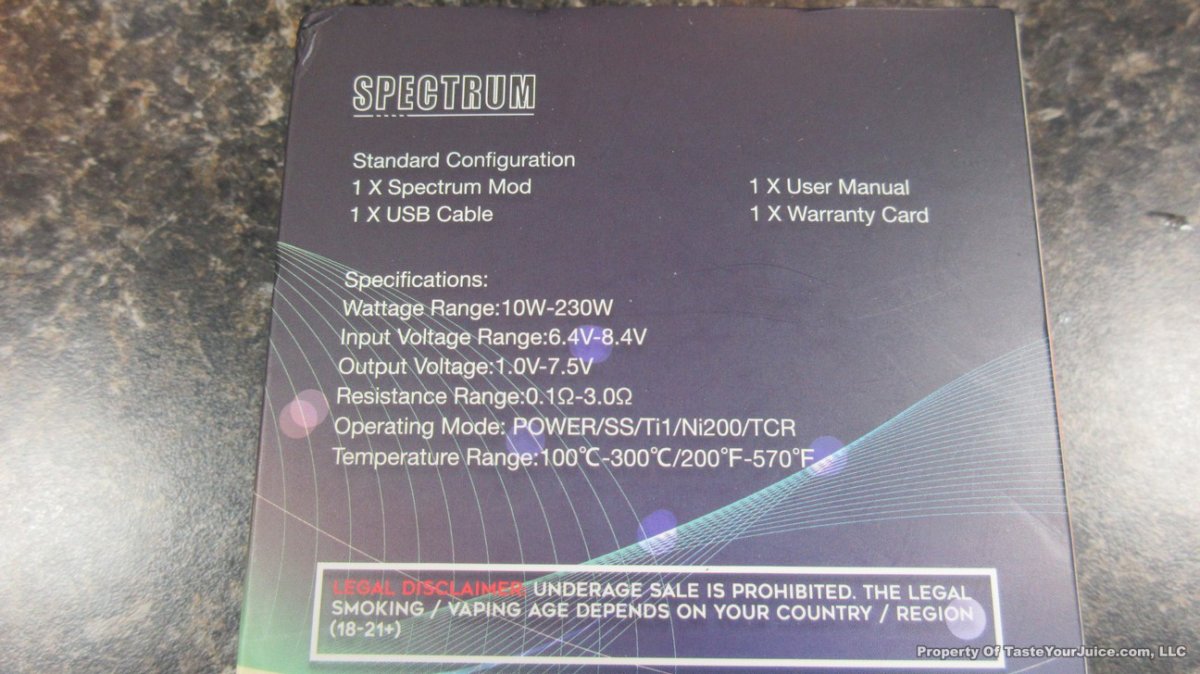 SPECTRUM
Standard Configuration
1 X Spectrum Mod
1 X USB Cable
1 X User Manual
1 X Warranty Card
Specifications:
Wattage Range:10W-230W
Input Voltage Range:6.4V-8.4V
Output Voltage:1.0V-7.5V
Resistance Range:0.1Ω-3.0Ω
Operating Mode: POWER/SS/Ti1/Ni200/TCR
Temperature Range:100℃-300℃/200℉-570℉
LEGAL DISCLAIMER: UNDERAGE SALE IS PROHIBITED. THE LEGAL
SMOKING / VAPING AGE DEPENDS ON YOUR COUNTRY / REGION
(18-21+)
Property Of TasteYourJuice.com, LLC